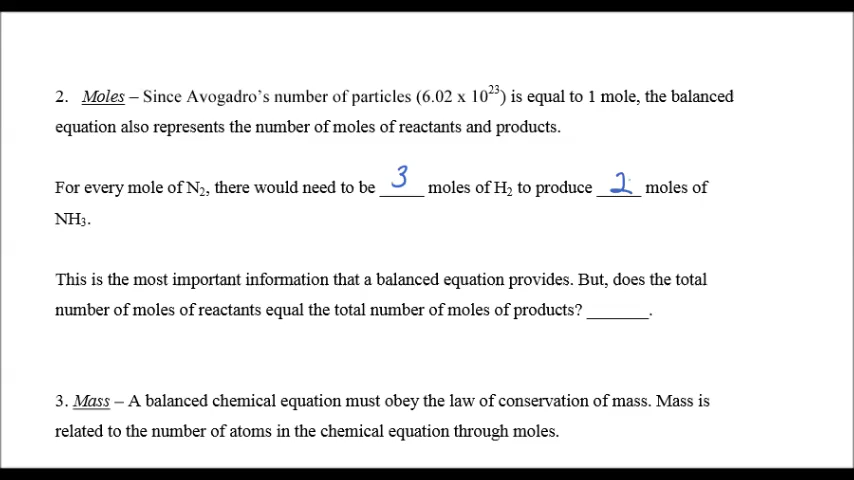 2. Moles – Since Avogadro's number of particles (6.02 x 10²³) is equal to 1 mole, the balanced
equation also represents the number of moles of reactants and products.
For every mole of N₂, there would need to be 3 moles of H₂ to produce 2 moles of
NH₃.
This is the most important information that a balanced equation provides. But, does the total
number of moles of reactants equal the total number of moles of products? _______.
3. Mass – A balanced chemical equation must obey the law of conservation of mass. Mass is
related to the number of atoms in the chemical equation through moles.